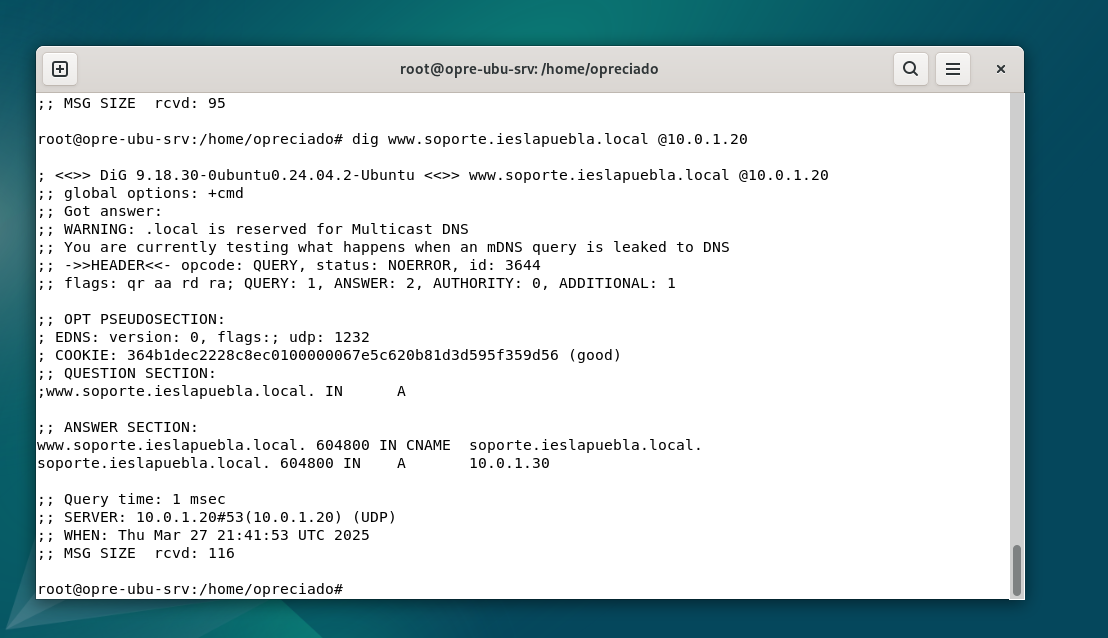 root@opre-ubu-srv: /home/opreciado
;; MSG SIZE  rcvd: 95
root@opre-ubu-srv:/home/opreciado# dig www.soporte.ieslapuebla.local @10.0.1.20
; <<>> DiG 9.18.30-0ubuntu0.24.04.2-Ubuntu <<>> www.soporte.ieslapuebla.local @10.0.1.20
;; global options: +cmd
;; Got answer:
;; WARNING: .local is reserved for Multicast DNS
;; You are currently testing what happens when an mDNS query is leaked to DNS
;; ->>HEADER<<- opcode: QUERY, status: NOERROR, id: 3644
;; flags: qr aa rd ra; QUERY: 1, ANSWER: 2, AUTHORITY: 0, ADDITIONAL: 1
;; OPT PSEUDOSECTION:
; EDNS: version: 0, flags:; udp: 1232
; COOKIE: 364b1dec2228c8ec0100000067e5c620b81d3d595f359d56 (good)
;; QUESTION SECTION:
;www.soporte.ieslapuebla.local. IN      A
;; ANSWER SECTION:
www.soporte.ieslapuebla.local. 604800 IN CNAME  soporte.ieslapuebla.local.
soporte.ieslapuebla.local. 604800 IN    A       10.0.1.30
;; Query time: 1 msec
;; SERVER: 10.0.1.20#53(10.0.1.20) (UDP)
;; WHEN: Thu Mar 27 21:41:53 UTC 2025
;; MSG SIZE  rcvd: 116
root@opre-ubu-srv:/home/opreciado#